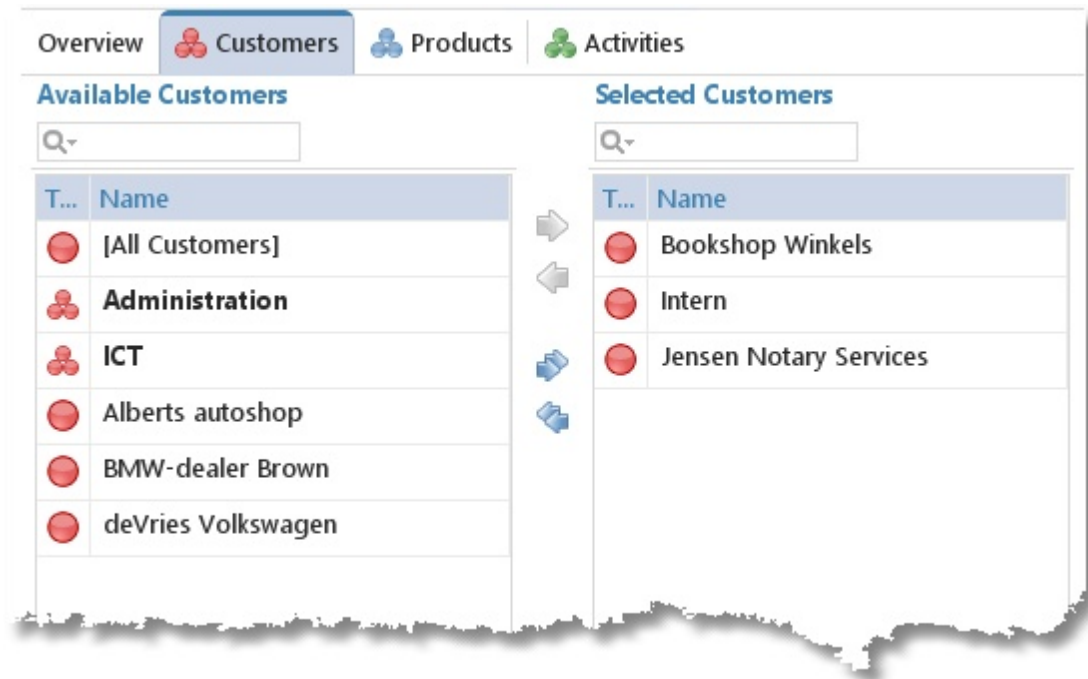 Overview Customers Products Activities
Available Customers
T... Name
[All Customers]
Administration
ICT
Alberts autoshop
BMW-dealer Brown
deVries Volkswagen
Selected Customers
T... Name
Bookshop Winkels
Intern
Jensen Notary Services